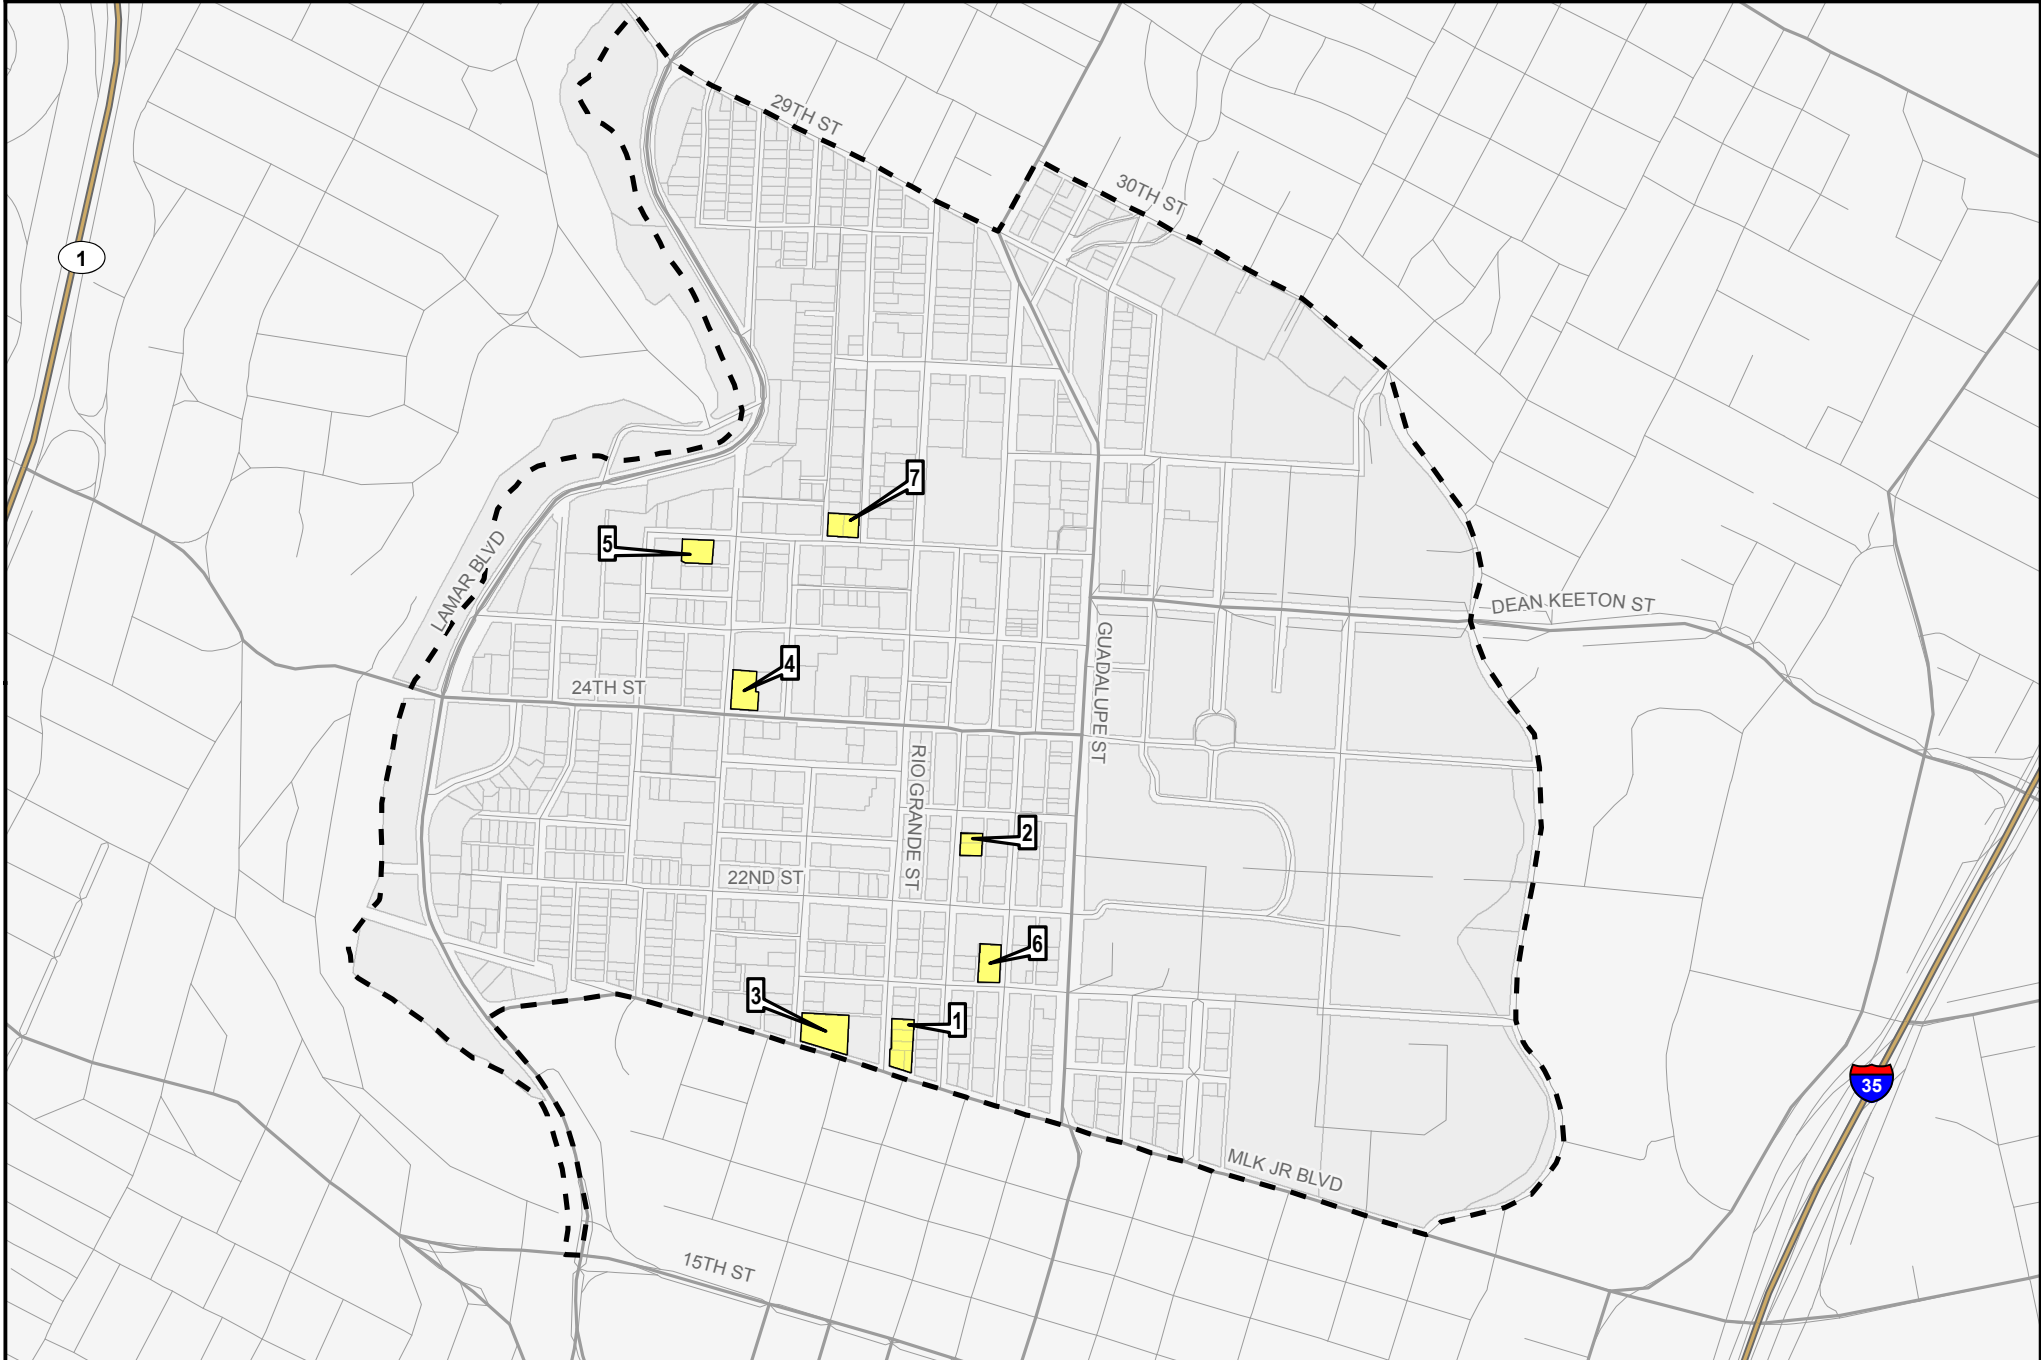 29TH ST
30TH ST
1
7
5
LAMAR BLVD
DEAN KEETON ST
GUADALUPE ST
4
24TH ST
RIO GRANDE ST
2
22ND ST
6
3
1
35
MLK JR BLVD
15TH ST